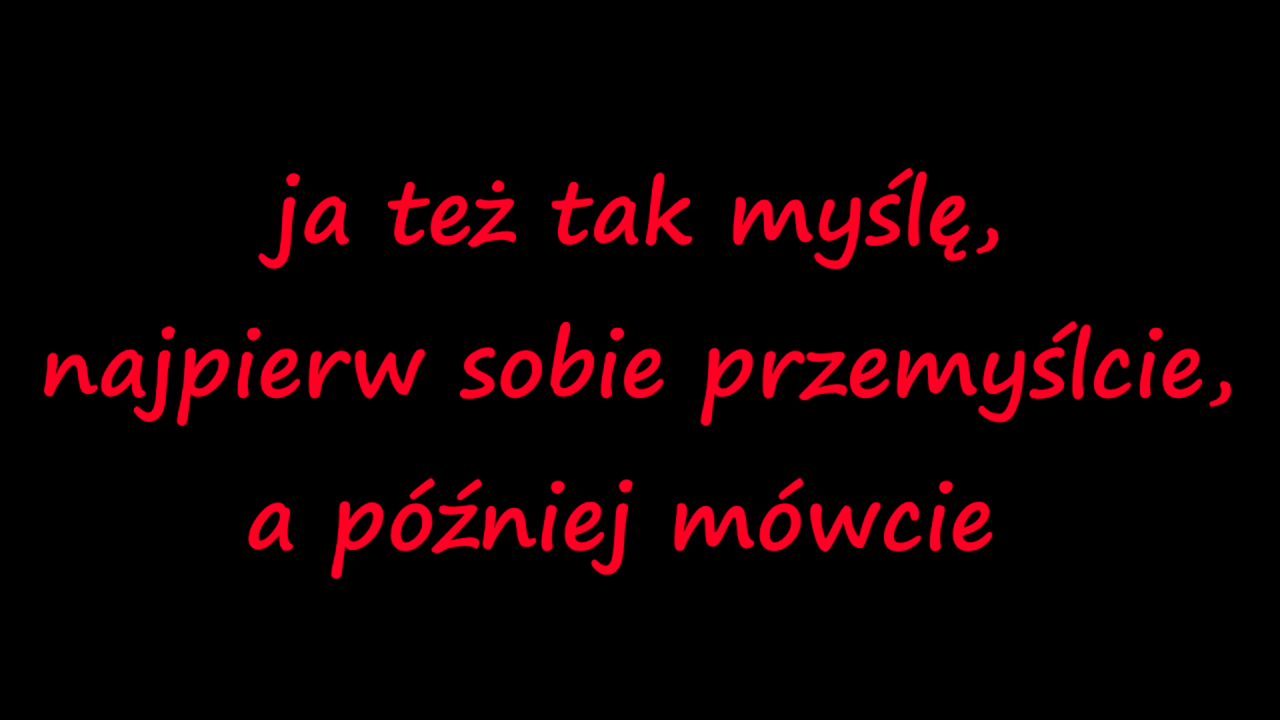 ja też tak myślę,
najpierw sobie przemyślcie,
a później mówcie